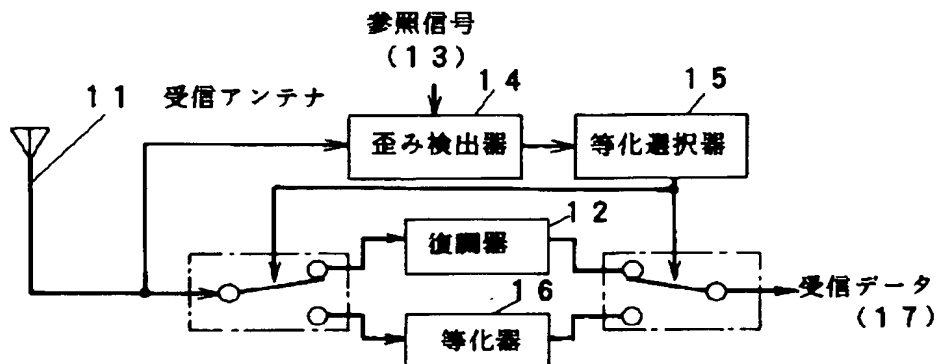 参照信号
(13)
11 受信アンテナ
14
15
歪み検出器
等化選択器
12
復調器
16
等化器
受信データ
(17)